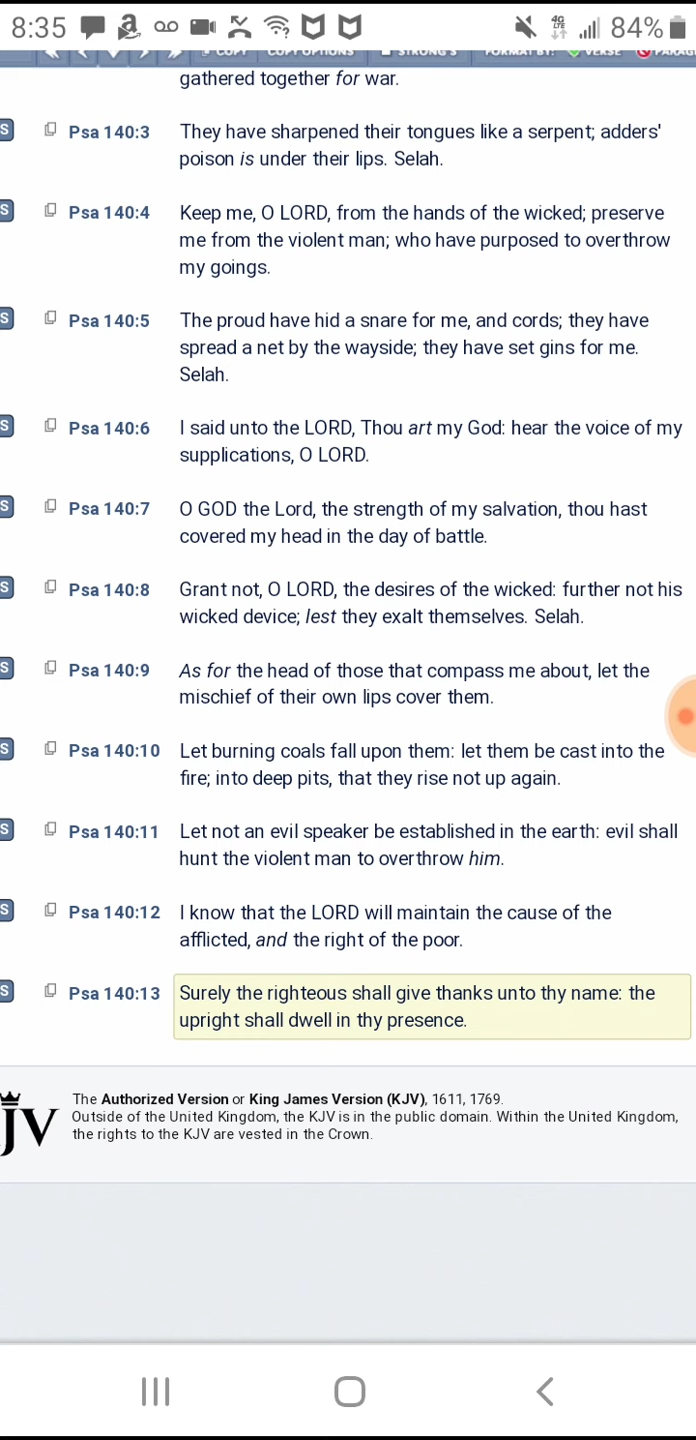 8:35 4G LTE 84%
COPY COPY OPTIONS STRONG'S FORMAT BY: VERSE
gathered together for war.
S Psa 140:3 They have sharpened their tongues like a serpent; adders'
poison is under their lips. Selah.
S Psa 140:4 Keep me, O LORD, from the hands of the wicked; preserve
me from the violent man; who have purposed to overthrow
my goings.
S Psa 140:5 The proud have hid a snare for me, and cords; they have
spread a net by the wayside; they have set gins for me.
Selah.
S Psa 140:6 I said unto the LORD, Thou art my God: hear the voice of my
supplications, O LORD.
S Psa 140:7 O GOD the Lord, the strength of my salvation, thou hast
covered my head in the day of battle.
S Psa 140:8 Grant not, O LORD, the desires of the wicked: further not his
wicked device; lest they exalt themselves. Selah.
S Psa 140:9 As for the head of those that compass me about, let the
mischief of their own lips cover them.
S Psa 140:10 Let burning coals fall upon them: let them be cast into the
fire; into deep pits, that they rise not up again.
S Psa 140:11 Let not an evil speaker be established in the earth: evil shall
hunt the violent man to overthrow him.
S Psa 140:12 I know that the LORD will maintain the cause of the
afflicted, and the right of the poor.
S Psa 140:13 Surely the righteous shall give thanks unto thy name: the
upright shall dwell in thy presence.
JV
The Authorized Version or King James Version (KJV), 1611, 1769.
Outside of the United Kingdom, the KJV is in the public domain. Within the United Kingdom,
the rights to the KJV are vested in the Crown.